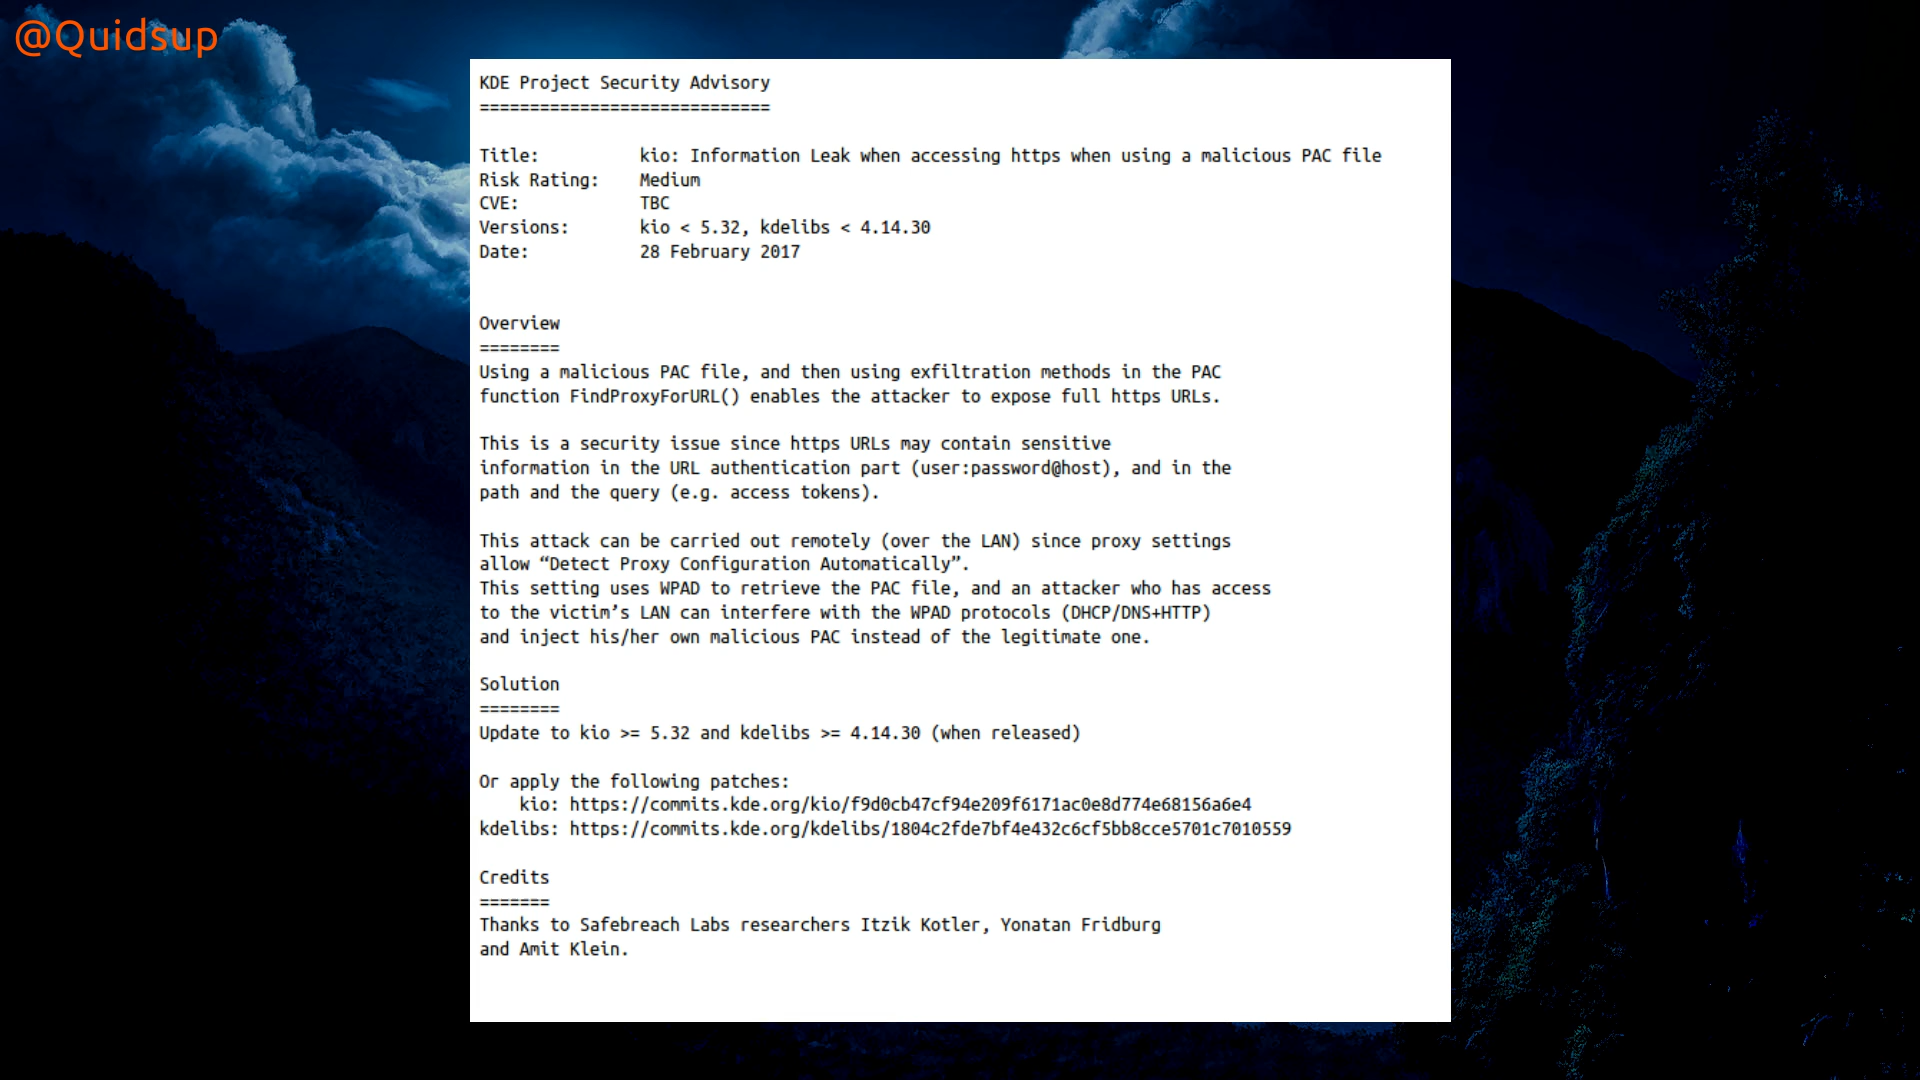 @Quidsup
KDE Project Security Advisory
=============================
Title: kio: Information Leak when accessing https when using a malicious PAC file
Risk Rating: Medium
CVE: TBC
Versions: kio < 5.32, kdelibs < 4.14.30
Date: 28 February 2017
Overview
========
Using a malicious PAC file, and then using exfiltration methods in the PAC
function FindProxyForURL() enables the attacker to expose full https URLs.
This is a security issue since https URLs may contain sensitive
information in the URL authentication part (user:password@host), and in the
path and the query (e.g. access tokens).
This attack can be carried out remotely (over the LAN) since proxy settings
allow “Detect Proxy Configuration Automatically”.
This setting uses WPAD to retrieve the PAC file, and an attacker who has access
to the victim’s LAN can interfere with the WPAD protocols (DHCP/DNS+HTTP)
and inject his/her own malicious PAC instead of the legitimate one.
Solution
========
Update to kio >= 5.32 and kdelibs >= 4.14.30 (when released)
Or apply the following patches:
kio: https://commits.kde.org/kio/f9d0cb47cf94e209f6171ac0e8d774e68156a6e4
kdelibs: https://commits.kde.org/kdelibs/1804c2fde7bf4e432c6cf5bb8cce5701c7010559
Credits
=======
Thanks to Safebreach Labs researchers Itzik Kotler, Yonatan Fridburg
and Amit Klein.